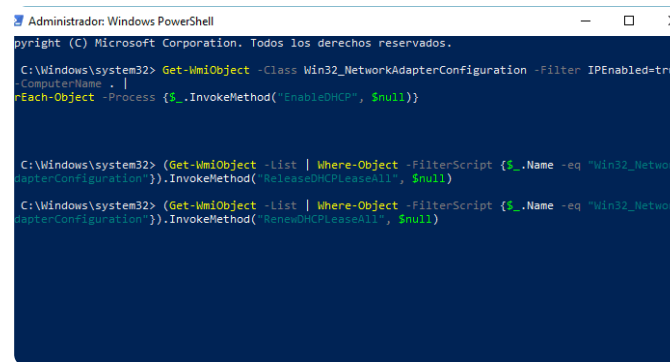 Administrador: Windows PowerShell
pyright (C) Microsoft Corporation. Todos los derechos reservados.
C:\Windows\system32> Get-WmiObject -Class Win32_NetworkAdapterConfiguration -Filter IPEnabled=tru
-ComputerName . |
rEach-Object -Process {$_.InvokeMethod("EnableDHCP", $null)}
C:\Windows\system32> (Get-WmiObject -List | Where-Object -FilterScript {$_.Name -eq "Win32_Netwo
dapterConfiguration"}).InvokeMethod("ReleaseDHCPLeaseAll", $null)
C:\Windows\system32> (Get-WmiObject -List | Where-Object -FilterScript {$_.Name -eq "Win32_Netwo
dapterConfiguration"}).InvokeMethod("RenewDHCPLeaseAll", $null)